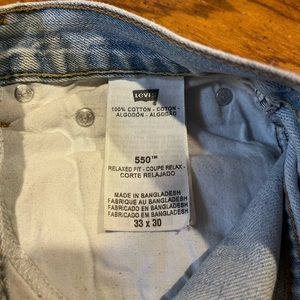 Levi's
100% COTTON - COTON -
ALGODÓN - ALGODÃO
550™
RELAXED FIT - COUPE RELAX -
CORTE RELAJADO
MADE IN BANGLADESH
FABRIQUÉ AU BANGLADESH
FABRICADO EN BANGLADESH
FABRICADO EM BANGLADESH
33 x 30